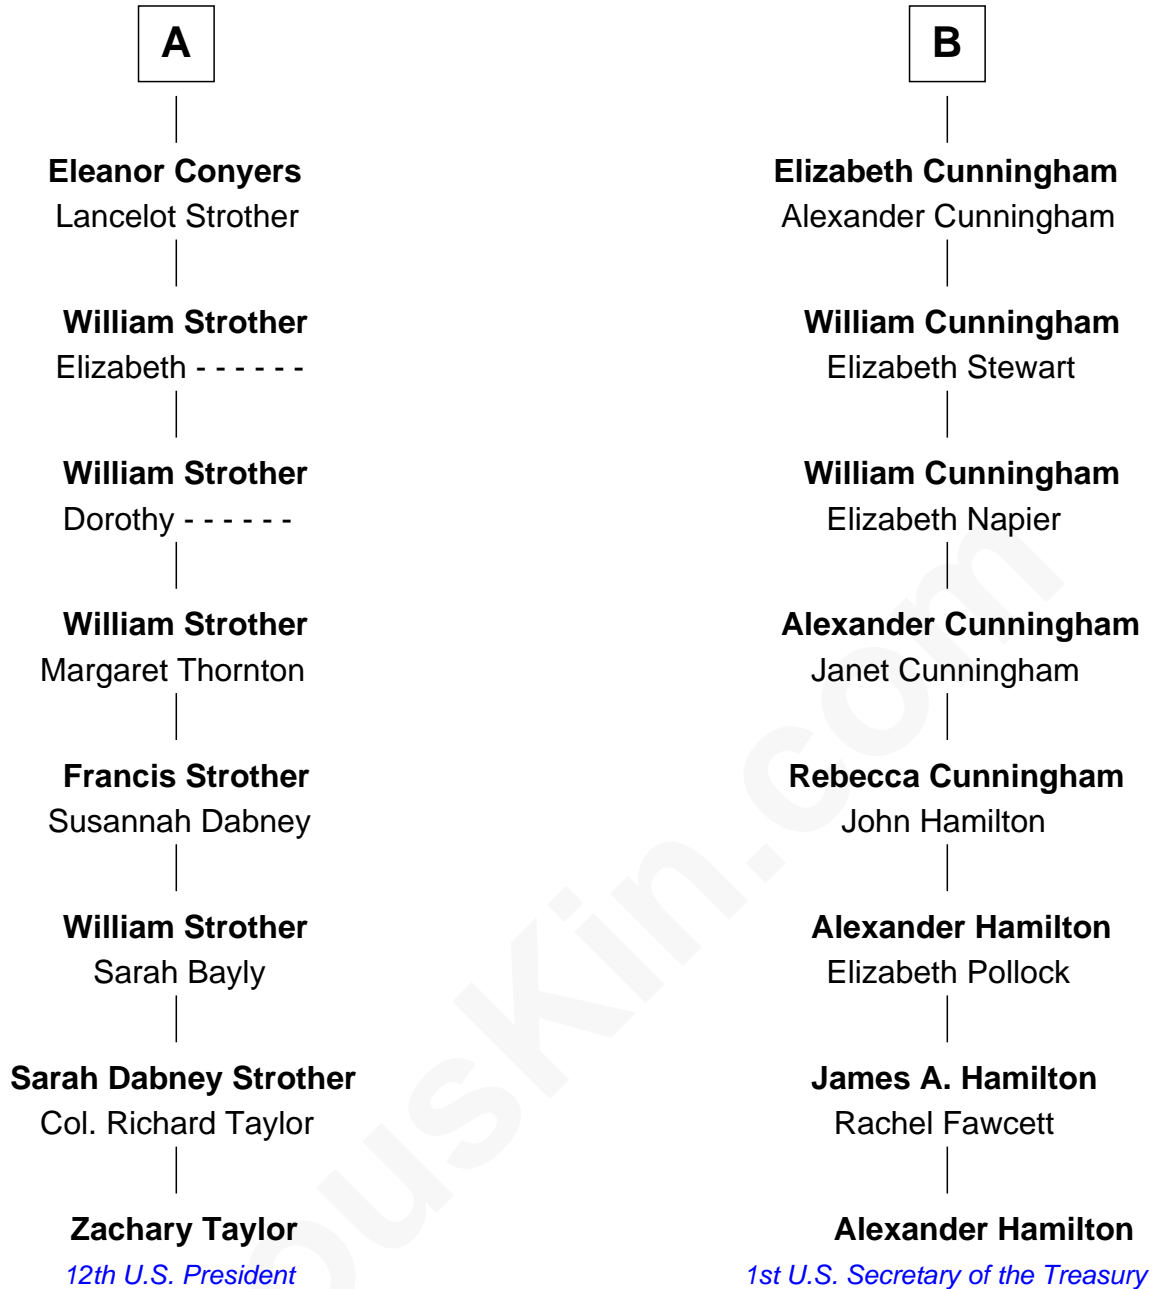 A
Eleanor Conyers
Lancelot Strother
William Strother
Elizabeth - - - - - -
William Strother
Dorothy - - - - - -
William Strother
Margaret Thornton
Francis Strother
Susannah Dabney
William Strother
Sarah Bayly
Sarah Dabney Strother
Col. Richard Taylor
Zachary Taylor
12th U.S. President
B
Elizabeth Cunningham
Alexander Cunningham
William Cunningham
Elizabeth Stewart
William Cunningham
Elizabeth Napier
Alexander Cunningham
Janet Cunningham
Rebecca Cunningham
John Hamilton
Alexander Hamilton
Elizabeth Pollock
James A. Hamilton
Rachel Fawcett
Alexander Hamilton
1st U.S. Secretary of the Treasury
ousKin.com